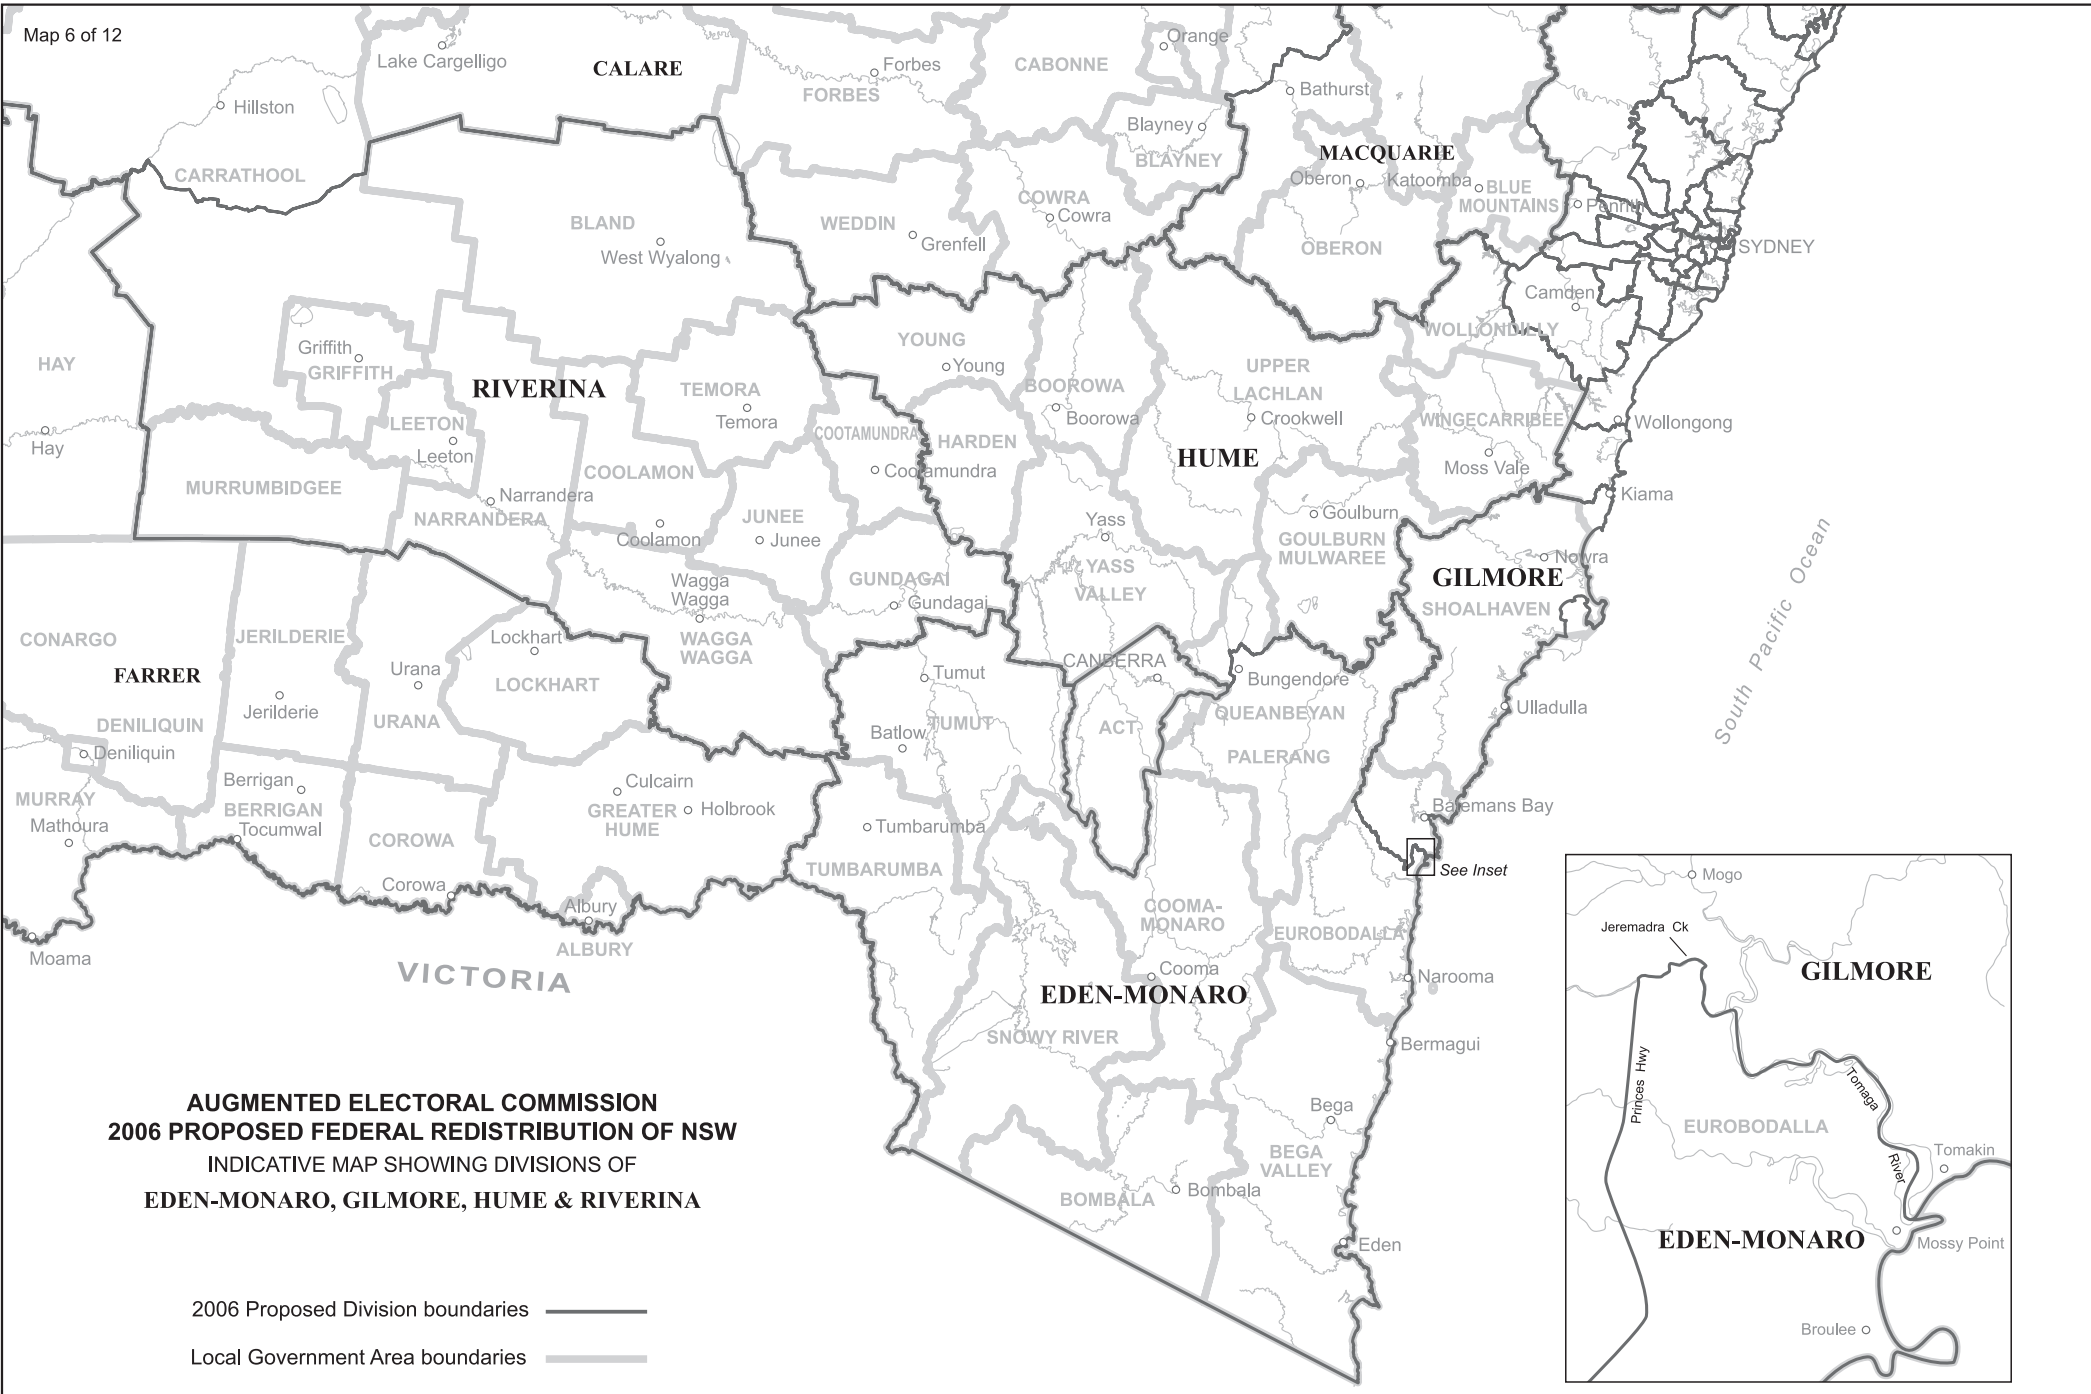 Map 6 of 12
Lake Cargelligo
CALARE
Forbes
FORBES
CABONNE
Orange
Bathurst
Hillston
Blayney
BLAYNEY
MACQUARIE
CARRATHOOL
Oberon
Katoomba
BLUE
MOUNTAINS
Penrith
COWRA
Cowra
BLAND
WEDDIN
Grenfell
OBERON
SYDNEY
West Wyalong
Camden
WOLLONDILLY
YOUNG
Young
Griffith
GRIFFITH
HAY
UPPER
LACHLAN
Crookwell
RIVERINA
TEMORA
Temora
BOOROWA
Boorowa
WINGECARRIBEE
Wollongong
LEETON
Leeton
Hay
COOTAMUNDRA
Cootamundra
HARDEN
HUME
Moss Vale
COOLAMON
MURRUMBIDGEE
Narrandera
NARRANDERA
Kiama
JUNEE
Junee
Coolamon
Yass
YASS
VALLEY
Goulburn
GOULBURN
MULWAREE
Nowra
GILMORE
SHOALHAVEN
South Pacific Ocean
Wagga
Wagga
GUNDAGAI
Gundagai
CONARGO
JERILDERIE
Lockhart
WAGGA
WAGGA
FARRER
Urana
LOCKHART
CANBERRA
Bungendore
Tumut
Jerilderie
URANA
DENILIQUIN
Deniliquin
Batlow
TUMUT
ACT
QUEANBEYAN
PALERANG
Ulladulla
Berrigan
BERRIGAN
Tocumwal
Culcairn
GREATER
HUME
Holbrook
MURRAY
Mathoura
COROWA
Tumbarumba
TUMBARUMBA
Batemans Bay
See Inset
Corowa
Albury
ALBURY
Moama
VICTORIA
COOMA-
MONARO
EUROBODALLA
Cooma
Narooma
EDEN-MONARO
SNOWY RIVER
Bermagui
Bega
BEGA
VALLEY
BOMBALA
Bombala
Eden
Mogo
Jeremadra Ck
GILMORE
Princes Hwy
Tomaga
River
EUROBODALLA
Tomakin
EDEN-MONARO
Mossy Point
Broulee
AUGMENTED ELECTORAL COMMISSION
2006 PROPOSED FEDERAL REDISTRIBUTION OF NSW
INDICATIVE MAP SHOWING DIVISIONS OF
EDEN-MONARO, GILMORE, HUME & RIVERINA
2006 Proposed Division boundaries
Local Government Area boundaries